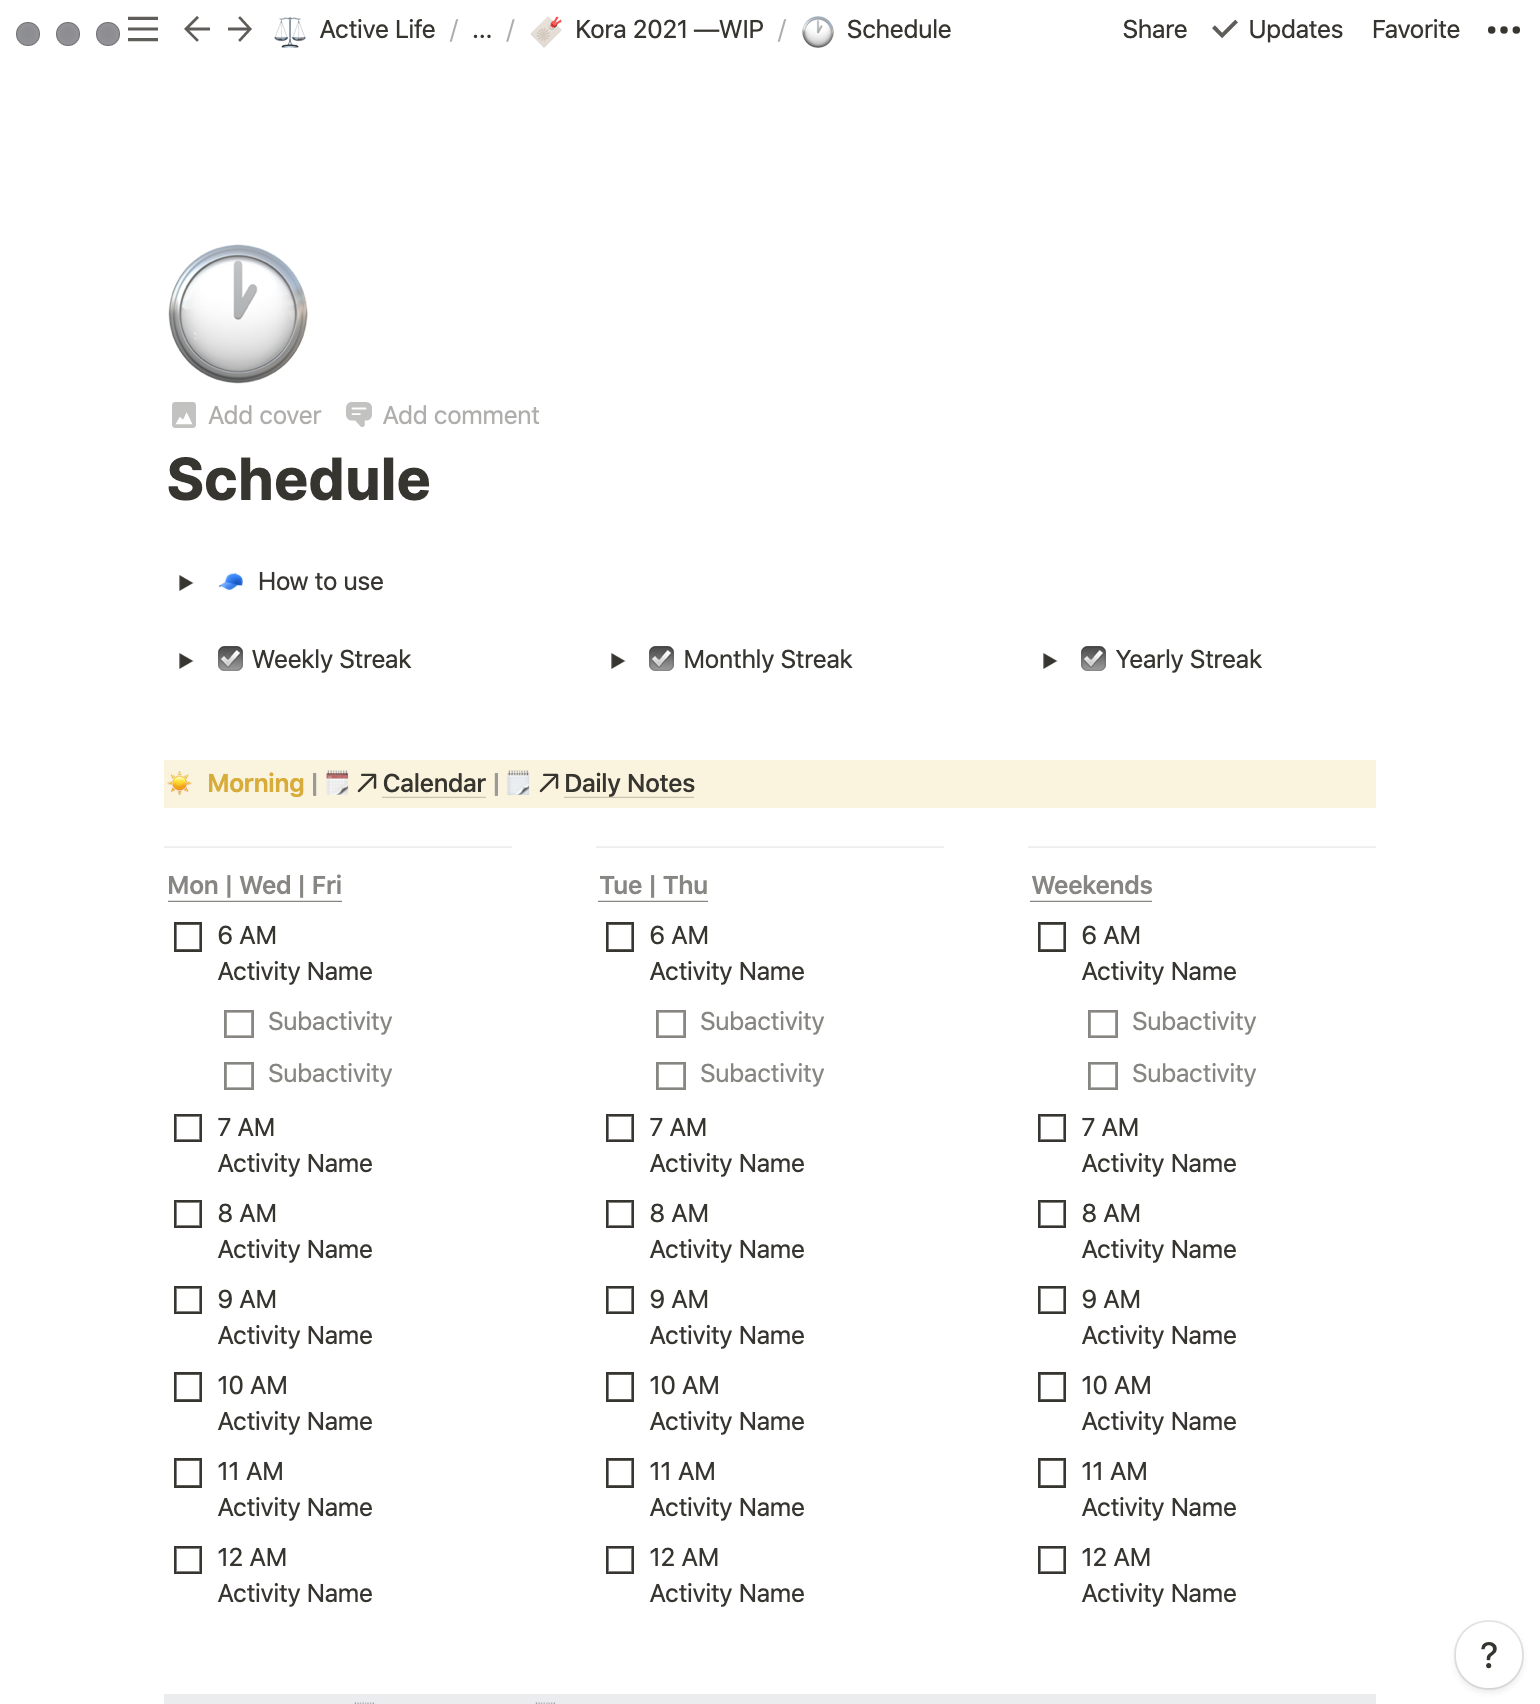 Active Life / ... / Kora 2021 —WIP / Schedule Share Updates Favorite •••
Add cover Add comment
Schedule
How to use
Weekly Streak Monthly Streak Yearly Streak
Morning | ↗ Calendar | ↗ Daily Notes
Mon | Wed | Fri
6 AM
Activity Name
Subactivity
Subactivity
7 AM
Activity Name
8 AM
Activity Name
9 AM
Activity Name
10 AM
Activity Name
11 AM
Activity Name
12 AM
Activity Name
Tue | Thu
6 AM
Activity Name
Subactivity
Subactivity
7 AM
Activity Name
8 AM
Activity Name
9 AM
Activity Name
10 AM
Activity Name
11 AM
Activity Name
12 AM
Activity Name
Weekends
6 AM
Activity Name
Subactivity
Subactivity
7 AM
Activity Name
8 AM
Activity Name
9 AM
Activity Name
10 AM
Activity Name
11 AM
Activity Name
12 AM
Activity Name
?